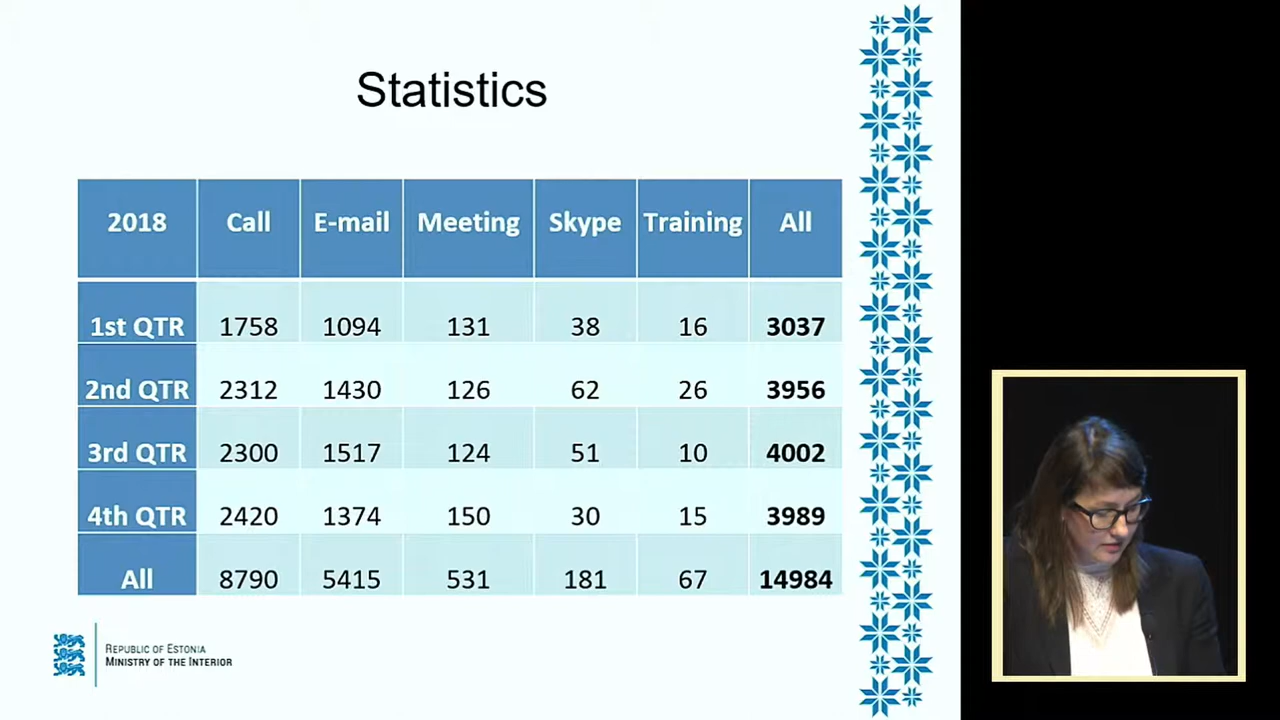 Statistics
2018 Call E-mail Meeting Skype Training All
1st QTR 1758 1094 131 38 16 3037
2nd QTR 2312 1430 126 62 26 3956
3rd QTR 2300 1517 124 51 10 4002
4th QTR 2420 1374 150 30 15 3989
All 8790 5415 531 181 67 14984
REPUBLIC OF ESTONIA
MINISTRY OF THE INTERIOR